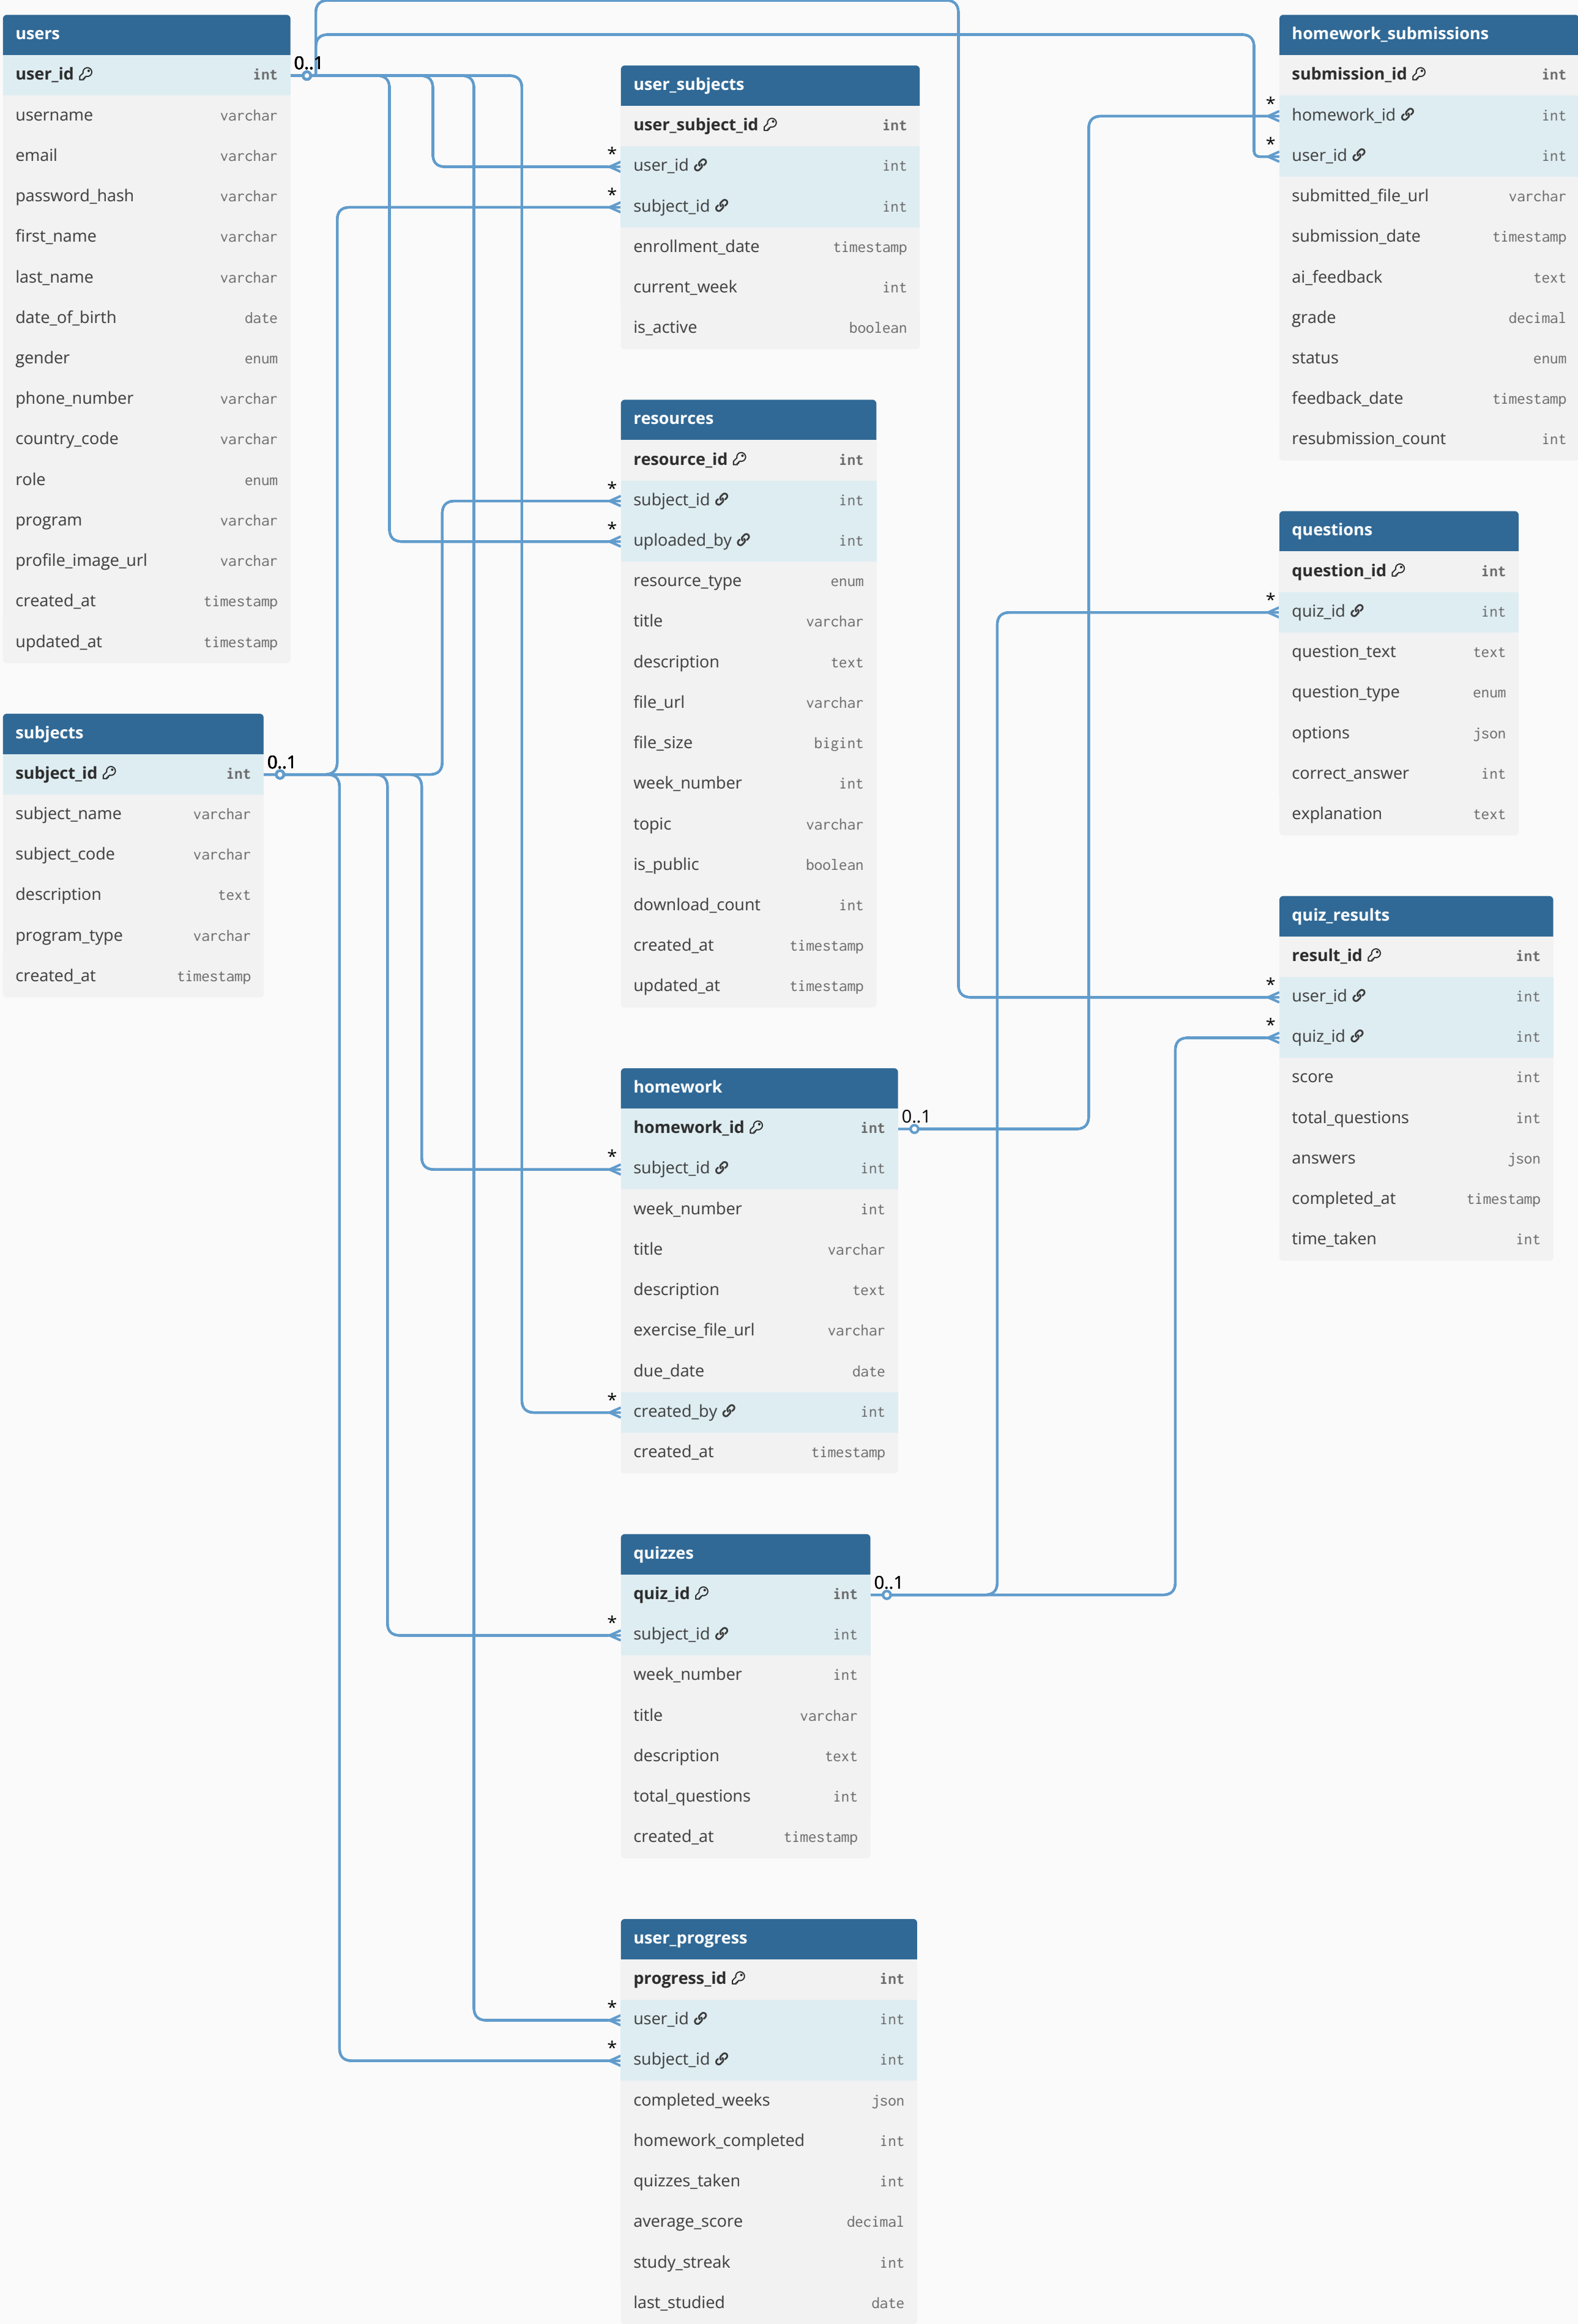 users
user_id int
username varchar
email varchar
password_hash varchar
first_name varchar
last_name varchar
date_of_birth date
gender enum
phone_number varchar
country_code varchar
role enum
program varchar
profile_image_url varchar
created_at timestamp
updated_at timestamp
0..1
subjects
subject_id int
subject_name varchar
subject_code varchar
description text
program_type varchar
created_at timestamp
0..1
user_subjects
user_subject_id int
* user_id int
* subject_id int
enrollment_date timestamp
current_week int
is_active boolean
resources
resource_id int
* subject_id int
* uploaded_by int
resource_type enum
title varchar
description text
file_url varchar
file_size bigint
week_number int
topic varchar
is_public boolean
download_count int
created_at timestamp
updated_at timestamp
homework
homework_id int 0..1
* subject_id int
week_number int
title varchar
description text
exercise_file_url varchar
due_date date
* created_by int
created_at timestamp
quizzes
quiz_id int 0..1
* subject_id int
week_number int
title varchar
description text
total_questions int
created_at timestamp
user_progress
progress_id int
* user_id int
* subject_id int
completed_weeks json
homework_completed int
quizzes_taken int
average_score decimal
study_streak int
last_studied date
homework_submissions
submission_id int
* homework_id int
* user_id int
submitted_file_url varchar
submission_date timestamp
ai_feedback text
grade decimal
status enum
feedback_date timestamp
resubmission_count int
questions
question_id int
* quiz_id int
question_text text
question_type enum
options json
correct_answer int
explanation text
quiz_results
result_id int
* user_id int
* quiz_id int
score int
total_questions int
answers json
completed_at timestamp
time_taken int